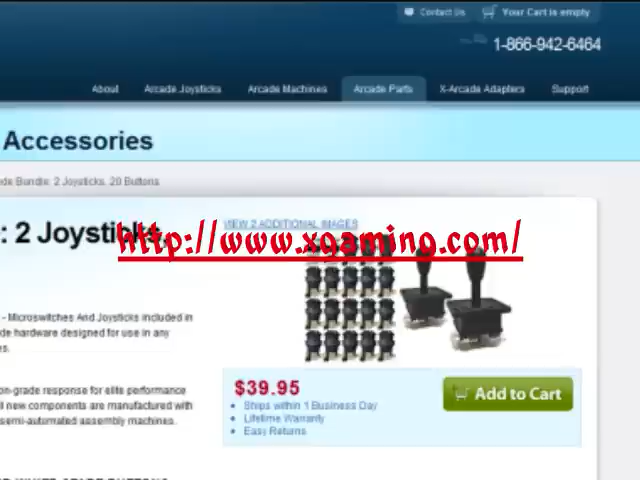 Contact Us
Your Cart is empty
1-866-942-6464
About
Arcade Joysticks
Arcade Machines
Arcade Parts
X-Arcade Adapters
Support
Accessories
de Bundle: 2 Joysticks, 20 Buttons
: 2 Joysticks,
VIEW 2 ADDITIONAL IMAGES
http://www.xgaming.com/
- Microswitches And Joysticks included in
de hardware designed for use in any
es.
$39.95
Add to Cart
Ships within 1 Business Day
Lifetime Warranty
Easy Returns
on-grade response for elite performance
ll new components are manufactured with
semi-automated assembly machines.